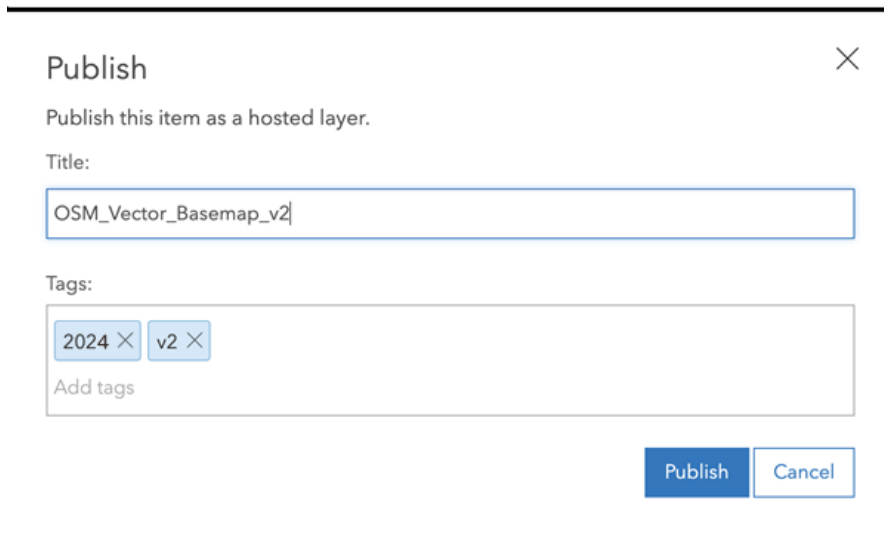 Publish
Publish this item as a hosted layer.
Title:
OSM_Vector_Basemap_v2
Tags:
2024 v2
Add tags
Publish Cancel